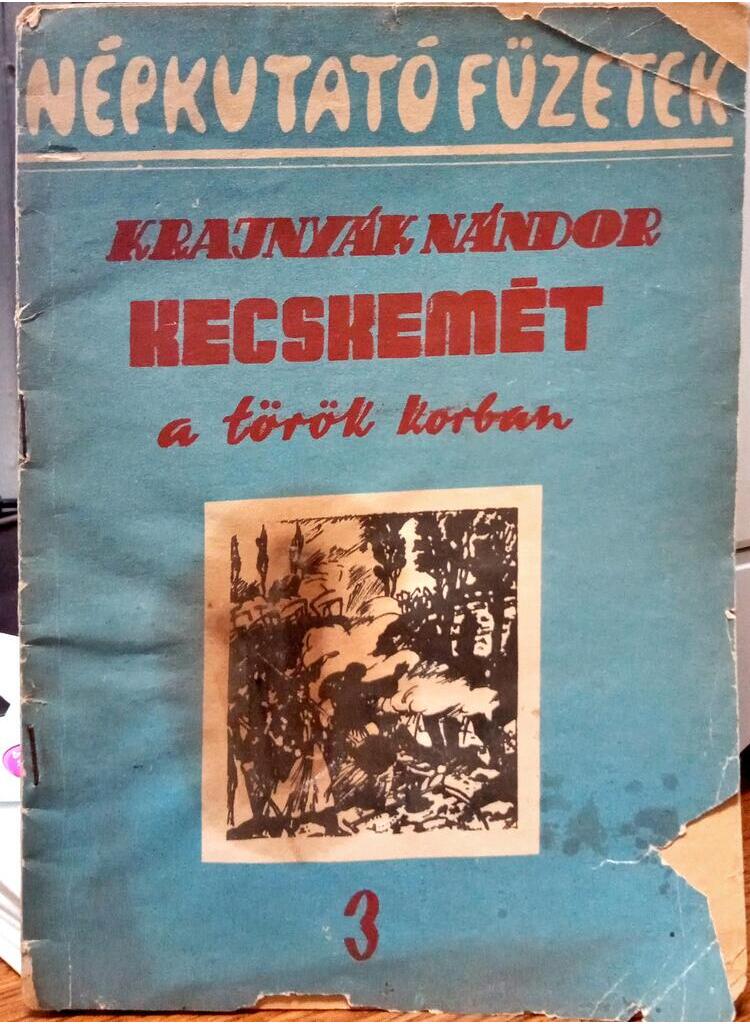 NÉPKUTATÓ FÜZETEK
KRAJNYÁK NÁNDOR
KECSKEMÉT
a török korban
3